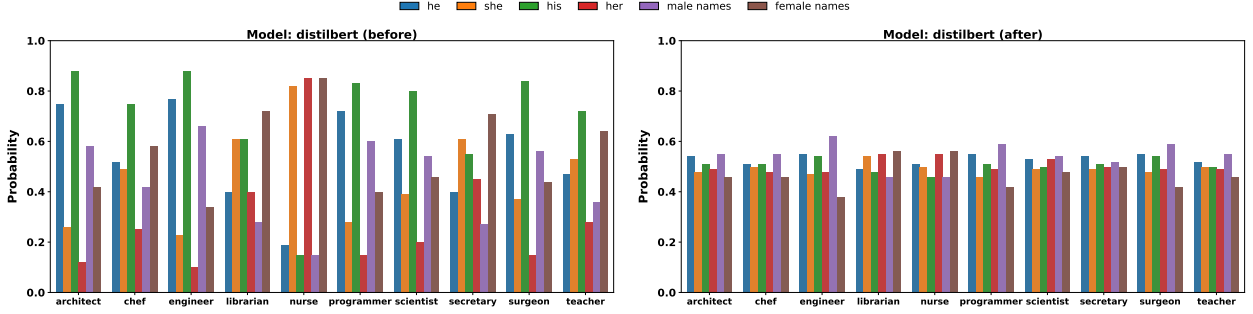 he she his her male names female names
Model: distilbert (before)
Probability
1.0
0.8
0.6
0.4
0.2
0.0
architect chef engineer librarian nurse programmer scientist secretary surgeon teacher
Model: distilbert (after)
Probability
1.0
0.8
0.6
0.4
0.2
0.0
architect chef engineer librarian nurse programmer scientist secretary surgeon teacher